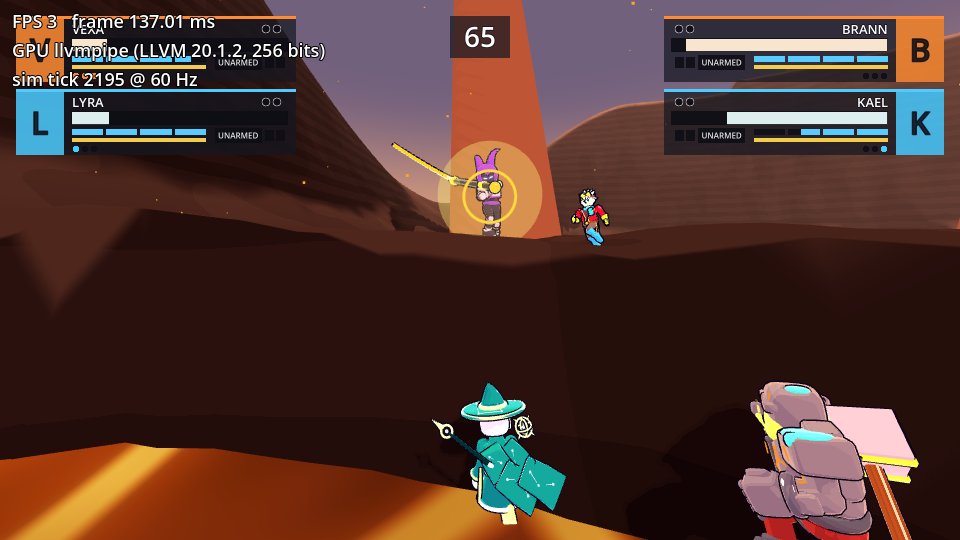 FPS 3 frame 137.01 ms
VEXA
GPU llvmpipe (LLVM 20.1.2, 256 bits)
UNARMED
sim tick 2195 @ 60 Hz
L
LYRA
UNARMED
65
BRANN
UNARMED
B
KAEL
UNARMED
K